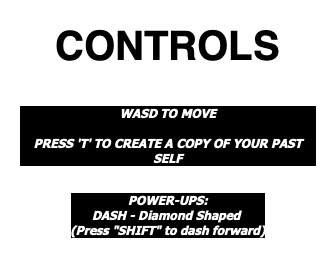 CONTROLS
WASD TO MOVE
PRESS 'T' TO CREATE A COPY OF YOUR PAST
SELF
POWER-UPS:
DASH - Diamond Shaped
(Press "SHIFT" to dash forward)